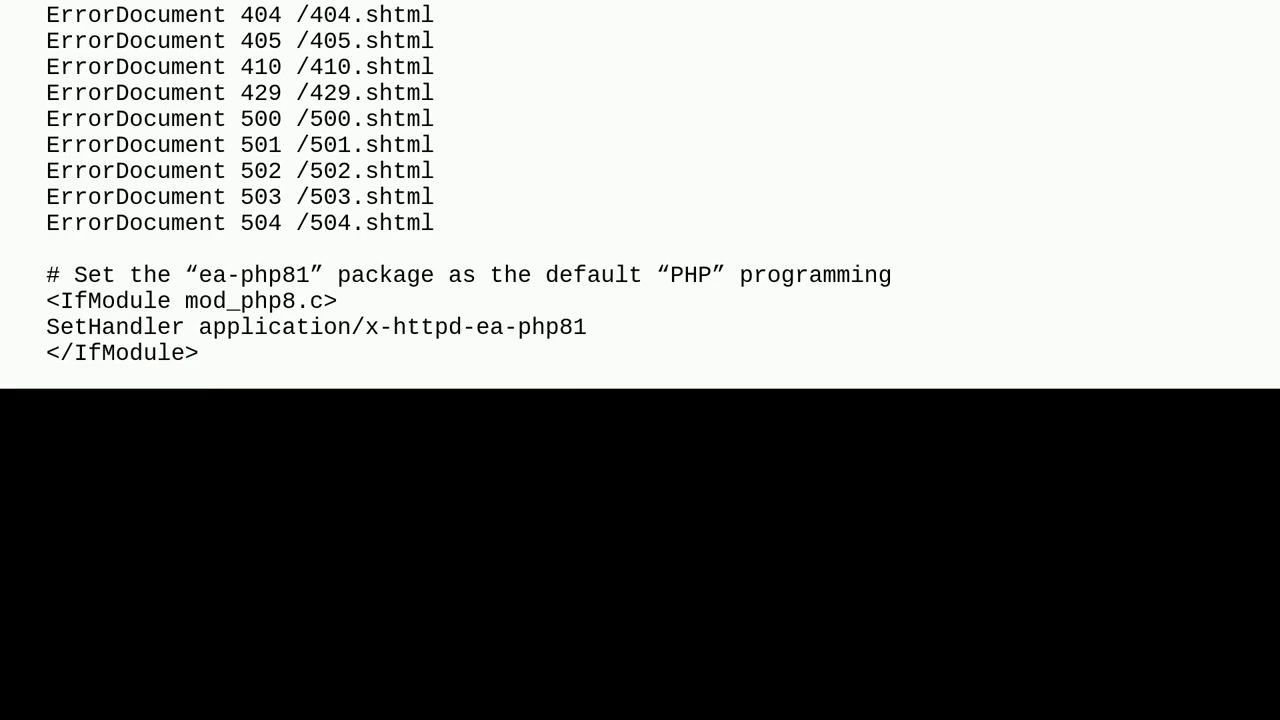 ErrorDocument 404 /404.shtml
ErrorDocument 405 /405.shtml
ErrorDocument 410 /410.shtml
ErrorDocument 429 /429.shtml
ErrorDocument 500 /500.shtml
ErrorDocument 501 /501.shtml
ErrorDocument 502 /502.shtml
ErrorDocument 503 /503.shtml
ErrorDocument 504 /504.shtml
# Set the “ea-php81” package as the default “PHP” programming
<IfModule mod_php8.c>
SetHandler application/x-httpd-ea-php81
</IfModule>